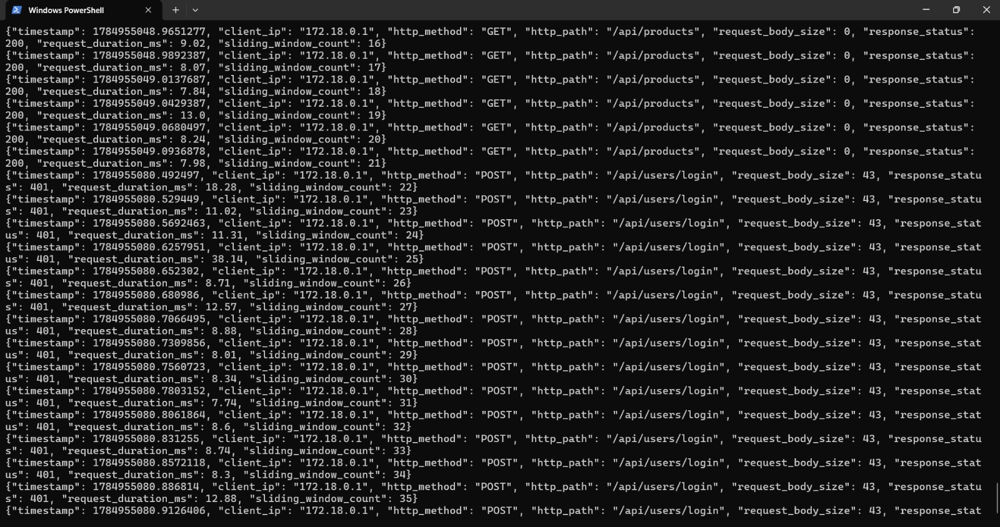 Windows PowerShell
{"timestamp": 1784955048.9651277, "client_ip": "172.18.0.1", "http_method": "GET", "http_path": "/api/products", "request_body_size": 0, "response_status":
200, "request_duration_ms": 9.02, "sliding_window_count": 16}
{"timestamp": 1784955048.9892387, "client_ip": "172.18.0.1", "http_method": "GET", "http_path": "/api/products", "request_body_size": 0, "response_status":
200, "request_duration_ms": 8.07, "sliding_window_count": 17}
{"timestamp": 1784955049.0137687, "client_ip": "172.18.0.1", "http_method": "GET", "http_path": "/api/products", "request_body_size": 0, "response_status":
200, "request_duration_ms": 7.84, "sliding_window_count": 18}
{"timestamp": 1784955049.0429387, "client_ip": "172.18.0.1", "http_method": "GET", "http_path": "/api/products", "request_body_size": 0, "response_status":
200, "request_duration_ms": 13.0, "sliding_window_count": 19}
{"timestamp": 1784955049.0680497, "client_ip": "172.18.0.1", "http_method": "GET", "http_path": "/api/products", "request_body_size": 0, "response_status":
200, "request_duration_ms": 8.24, "sliding_window_count": 20}
{"timestamp": 1784955049.0936878, "client_ip": "172.18.0.1", "http_method": "GET", "http_path": "/api/products", "request_body_size": 0, "response_status":
200, "request_duration_ms": 7.98, "sliding_window_count": 21}
{"timestamp": 1784955080.492497, "client_ip": "172.18.0.1", "http_method": "POST", "http_path": "/api/users/login", "request_body_size": 43, "response_statu
s": 401, "request_duration_ms": 18.28, "sliding_window_count": 22}
{"timestamp": 1784955080.529449, "client_ip": "172.18.0.1", "http_method": "POST", "http_path": "/api/users/login", "request_body_size": 43, "response_statu
s": 401, "request_duration_ms": 11.02, "sliding_window_count": 23}
{"timestamp": 1784955080.5692463, "client_ip": "172.18.0.1", "http_method": "POST", "http_path": "/api/users/login", "request_body_size": 43, "response_stat
us": 401, "request_duration_ms": 11.31, "sliding_window_count": 24}
{"timestamp": 1784955080.6257951, "client_ip": "172.18.0.1", "http_method": "POST", "http_path": "/api/users/login", "request_body_size": 43, "response_stat
us": 401, "request_duration_ms": 38.14, "sliding_window_count": 25}
{"timestamp": 1784955080.652302, "client_ip": "172.18.0.1", "http_method": "POST", "http_path": "/api/users/login", "request_body_size": 43, "response_statu
s": 401, "request_duration_ms": 8.71, "sliding_window_count": 26}
{"timestamp": 1784955080.680986, "client_ip": "172.18.0.1", "http_method": "POST", "http_path": "/api/users/login", "request_body_size": 43, "response_statu
s": 401, "request_duration_ms": 12.57, "sliding_window_count": 27}
{"timestamp": 1784955080.7066495, "client_ip": "172.18.0.1", "http_method": "POST", "http_path": "/api/users/login", "request_body_size": 43, "response_stat
us": 401, "request_duration_ms": 8.88, "sliding_window_count": 28}
{"timestamp": 1784955080.7309856, "client_ip": "172.18.0.1", "http_method": "POST", "http_path": "/api/users/login", "request_body_size": 43, "response_stat
us": 401, "request_duration_ms": 8.01, "sliding_window_count": 29}
{"timestamp": 1784955080.7560723, "client_ip": "172.18.0.1", "http_method": "POST", "http_path": "/api/users/login", "request_body_size": 43, "response_stat
us": 401, "request_duration_ms": 8.34, "sliding_window_count": 30}
{"timestamp": 1784955080.7803152, "client_ip": "172.18.0.1", "http_method": "POST", "http_path": "/api/users/login", "request_body_size": 43, "response_stat
us": 401, "request_duration_ms": 7.74, "sliding_window_count": 31}
{"timestamp": 1784955080.8061864, "client_ip": "172.18.0.1", "http_method": "POST", "http_path": "/api/users/login", "request_body_size": 43, "response_stat
us": 401, "request_duration_ms": 8.6, "sliding_window_count": 32}
{"timestamp": 1784955080.831255, "client_ip": "172.18.0.1", "http_method": "POST", "http_path": "/api/users/login", "request_body_size": 43, "response_statu
s": 401, "request_duration_ms": 8.74, "sliding_window_count": 33}
{"timestamp": 1784955080.8572118, "client_ip": "172.18.0.1", "http_method": "POST", "http_path": "/api/users/login", "request_body_size": 43, "response_stat
us": 401, "request_duration_ms": 8.3, "sliding_window_count": 34}
{"timestamp": 1784955080.886814, "client_ip": "172.18.0.1", "http_method": "POST", "http_path": "/api/users/login", "request_body_size": 43, "response_statu
s": 401, "request_duration_ms": 12.88, "sliding_window_count": 35}
{"timestamp": 1784955080.9126406, "client_ip": "172.18.0.1", "http_method": "POST", "http_path": "/api/users/login", "request_body_size": 43, "response_stat